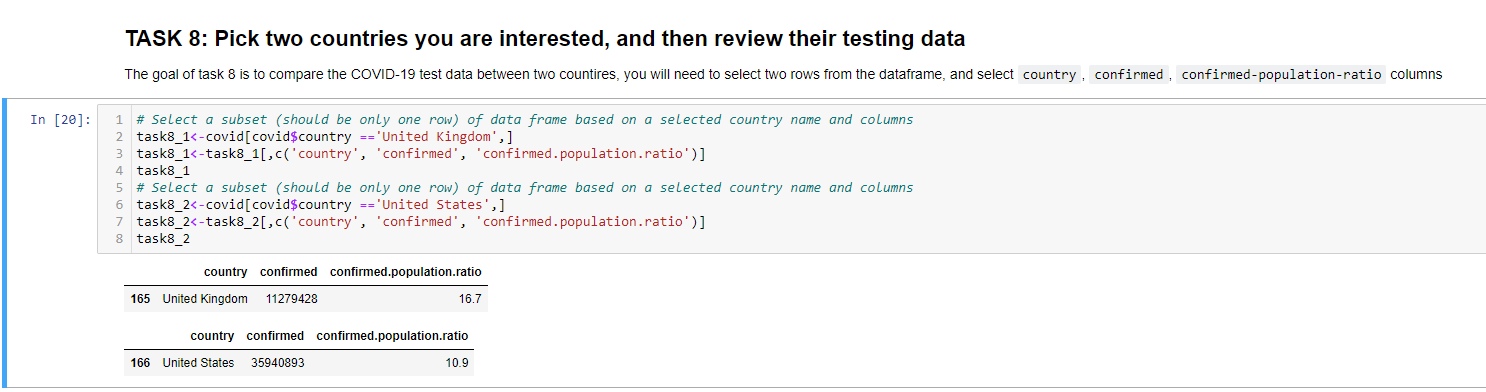 TASK 8: Pick two countries you are interested, and then review their testing data
The goal of task 8 is to compare the COVID-19 test data between two countires, you will need to select two rows from the dataframe, and select country , confirmed , confirmed-population-ratio columns
In [20]:
1 # Select a subset (should be only one row) of data frame based on a selected country name and columns
2 task8_1<-covid[covid$country =='United Kingdom',]
3 task8_1<-task8_1[,c('country', 'confirmed', 'confirmed.population.ratio')]
4 task8_1
5 # Select a subset (should be only one row) of data frame based on a selected country name and columns
6 task8_2<-covid[covid$country =='United States',]
7 task8_2<-task8_2[,c('country', 'confirmed', 'confirmed.population.ratio')]
8 task8_2
country confirmed confirmed.population.ratio
165 United Kingdom 11279428 16.7
country confirmed confirmed.population.ratio
166 United States 35940893 10.9